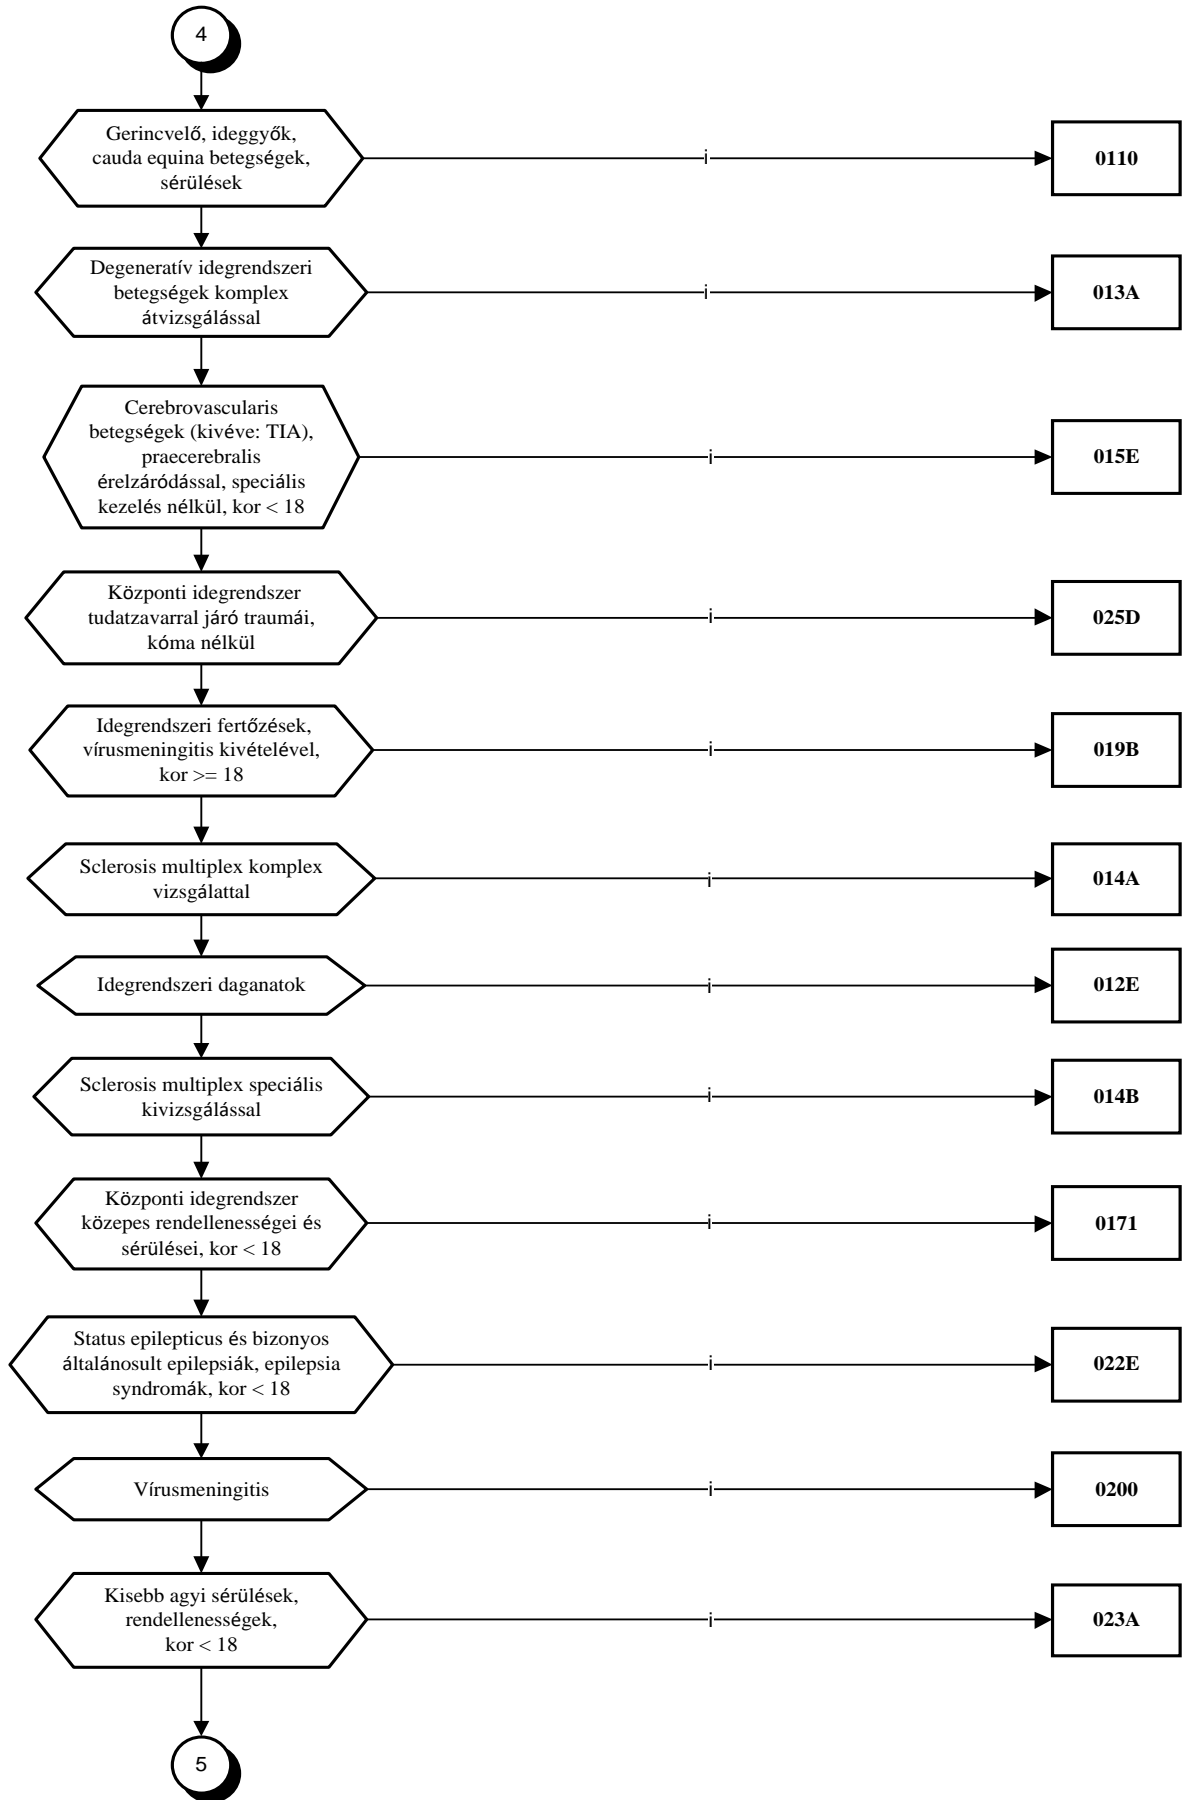 4
Gerincvelő, ideggyők,
cauda equina betegségek,
sérülések
i
0110
Degeneratív idegrendszeri
betegségek komplex
átvizsgálással
i
013A
Cerebrovascularis
betegségek (kivéve: TIA),
praecerebralis
érelzáródással, speciális
kezelés nélkül, kor < 18
i
015E
Központi idegrendszer
tudatzavarral járó traumái,
kóma nélkül
i
025D
Idegrendszeri fertőzések,
vírusmeningitis kivételével,
kor >= 18
i
019B
Sclerosis multiplex komplex
vizsgálattal
i
014A
Idegrendszeri daganatok
i
012E
Sclerosis multiplex speciális
kivizsgálással
i
014B
Központi idegrendszer
közepes rendellenességei és
sérülései, kor < 18
i
0171
Status epilepticus és bizonyos
általánosult epilepsiák, epilepsia
syndromák, kor < 18
i
022E
Vírusmeningitis
i
0200
Kisebb agyi sérülések,
rendellenességek,
kor < 18
i
023A
5